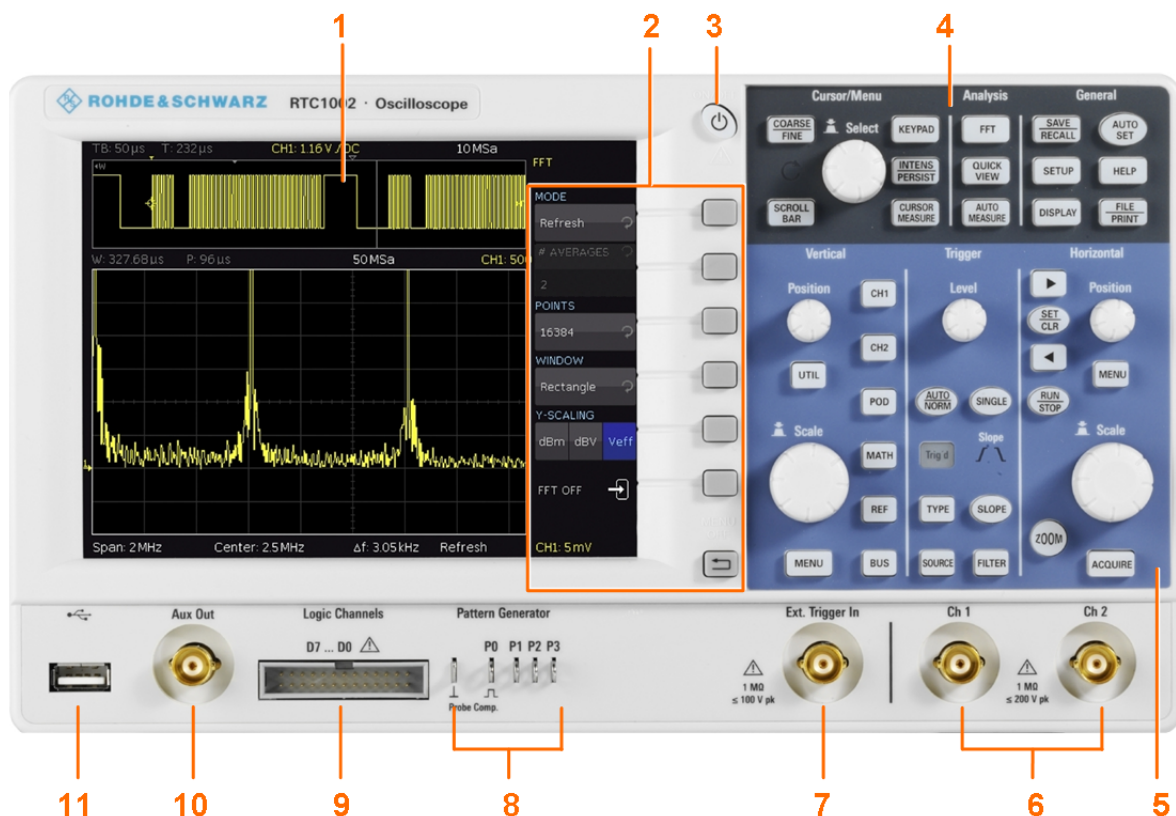 1 2 3 4
ROHDE&SCHWARZ RTC1002 · Oscilloscope
TB: 50µs T: 232µs CH1: 1.16 V / DC 10MSa
FFT
MODE
Refresh
# AVERAGES
2
W: 327.68µs P: 96µs 50MSa CH1: 500
POINTS
16384
WINDOW
Rectangle
Y-SCALING
dBm dBV Veff
FFT OFF
Span: 2MHz Center: 2.5MHz Δf: 3.05kHz Refresh CH1: 5mV
Cursor/Menu Analysis General
COARSE
FINE
Select
KEYPAD
FFT
SAVE
RECALL
AUTO
SET
INTENS
PERSIST
QUICK
VIEW
SETUP
HELP
SCROLL
BAR
CURSOR
MEASURE
AUTO
MEASURE
DISPLAY
FILE
PRINT
Vertical Trigger Horizontal
Position
CH1
Level
Position
SET
CLR
CH2
UTIL
MENU
POD
AUTO
NORM
SINGLE
RUN
STOP
Scale
MATH
Trig'd
Slope
Scale
REF
TYPE
SLOPE
ZOOM
MENU
BUS
SOURCE
FILTER
ACQUIRE
Aux Out Logic Channels Pattern Generator Ext. Trigger In Ch 1 Ch 2
D7 ... D0
P0 P1 P2 P3
Probe Comp.
1 MΩ
≤ 100 V pk
1 MΩ
≤ 200 V pk
11 10 9 8 7 6 5